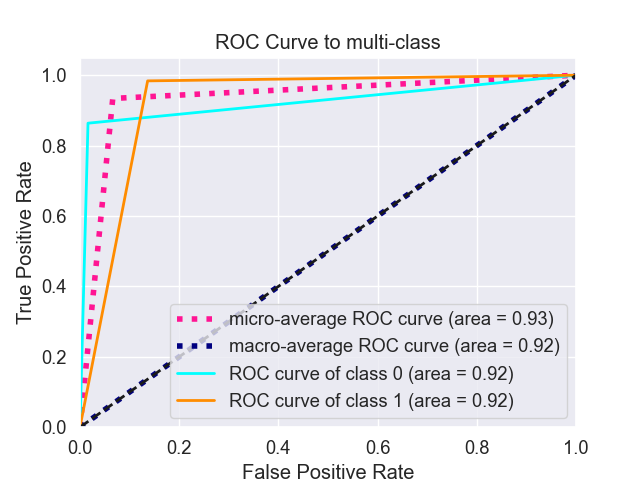 ROC Curve to multi-class
True Positive Rate
1.0
0.8
0.6
0.4
0.2
0.0
micro-average ROC curve (area = 0.93)
macro-average ROC curve (area = 0.92)
ROC curve of class 0 (area = 0.92)
ROC curve of class 1 (area = 0.92)
0.0 0.2 0.4 0.6 0.8 1.0
False Positive Rate